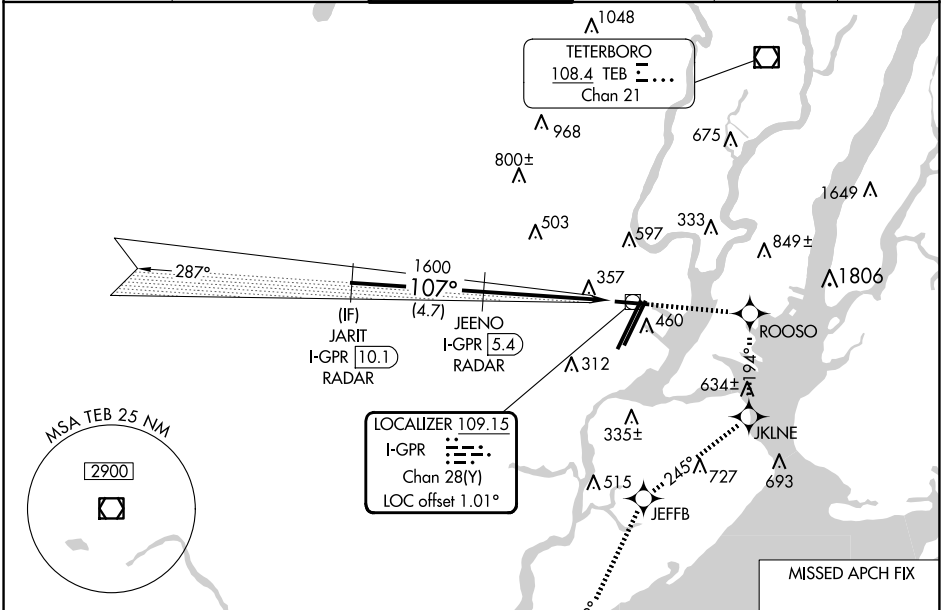 1048
TETERBORO
108.4 TEB
Chan 21
968
675
800±
1649
503
597
333
849±
287°
1600
107°
(4.7)
357
1806
(IF)
JARIT
I-GPR 10.1
RADAR
JEENO
I-GPR 5.4
RADAR
460
ROOSO
312
194°
634±
MSA TEB 25 NM
2900
LOCALIZER 109.15
I-GPR
Chan 28(Y)
LOC offset 1.01°
335±
JKLNE
245°
727
693
515
JEFFB
MISSED APCH FIX